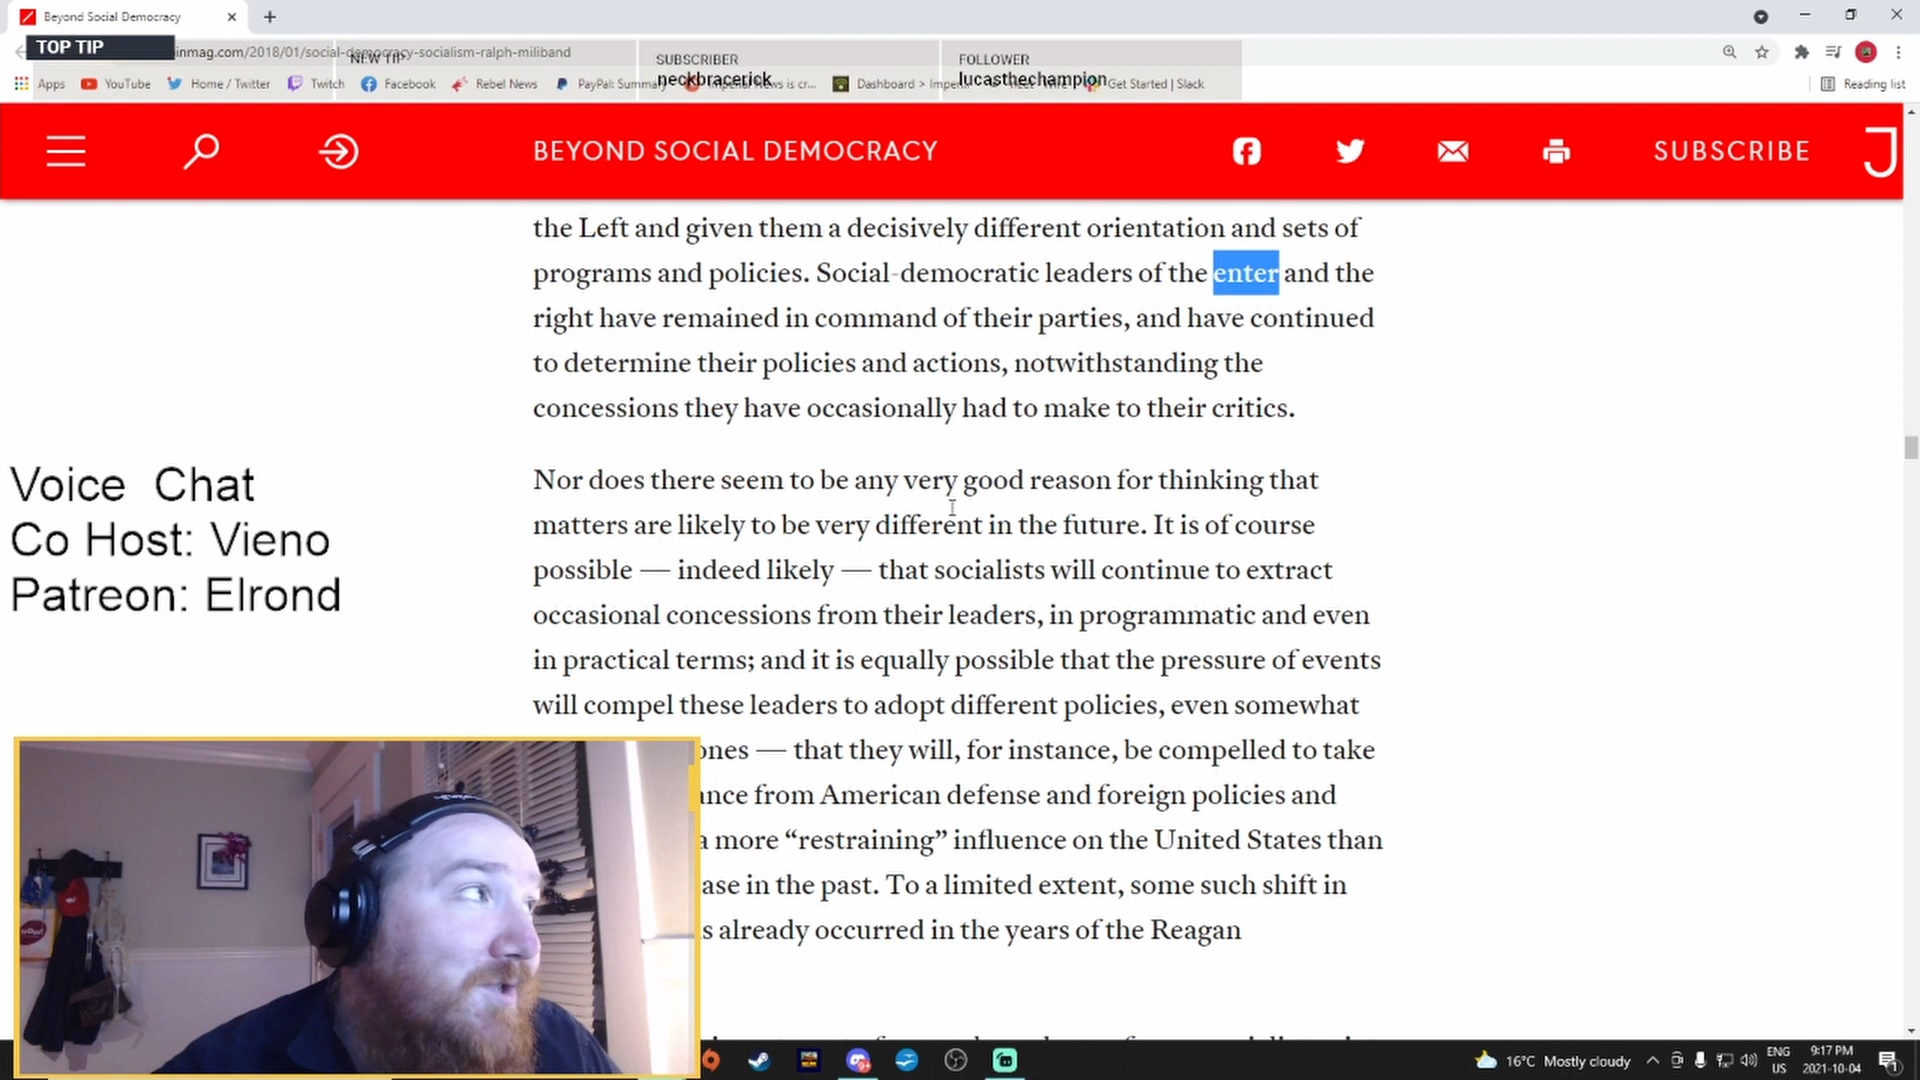 Beyond Social Democracy
TOP TIP
inmag.com/2018/01/social-democracy-socialism-ralph-miliband
NEW TIP
SUBSCRIBER
neckbracerick
FOLLOWER
lucasthechampion
Apps
YouTube
Home / Twitter
Twitch
Facebook
Rebel News
PayPal: Summary
News is cr...
Dashboard > Imper...
Get Started | Slack
Reading list
BEYOND SOCIAL DEMOCRACY
SUBSCRIBE
J
the Left and given them a decisively different orientation and sets of
programs and policies. Social-democratic leaders of the enter and the
right have remained in command of their parties, and have continued
to determine their policies and actions, notwithstanding the
concessions they have occasionally had to make to their critics.
Nor does there seem to be any very good reason for thinking that
matters are likely to be very different in the future. It is of course
possible — indeed likely — that socialists will continue to extract
occasional concessions from their leaders, in programmatic and even
in practical terms; and it is equally possible that the pressure of events
will compel these leaders to adopt different policies, even somewhat
ones — that they will, for instance, be compelled to take
ance from American defense and foreign policies and
a more “restraining” influence on the United States than
ase in the past. To a limited extent, some such shift in
s already occurred in the years of the Reagan
Voice Chat
Co Host: Vieno
Patreon: Elrond
16°C Mostly cloudy
ENG
US
9:17 PM
2021-10-04